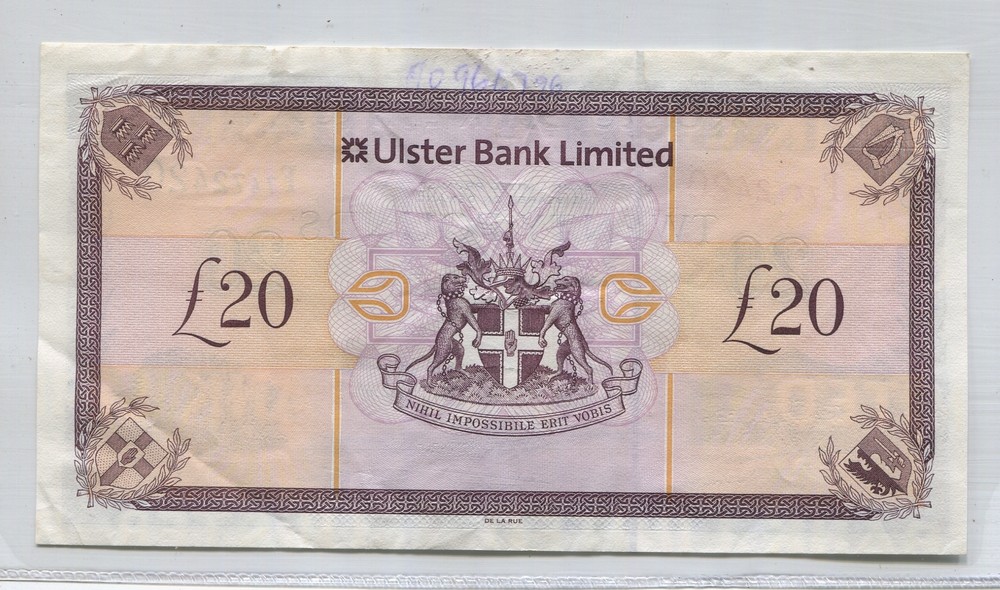 Ulster Bank Limited
£20
£20
NIHIL IMPOSSIBILE ERIT VOBIS
DE LA RUE